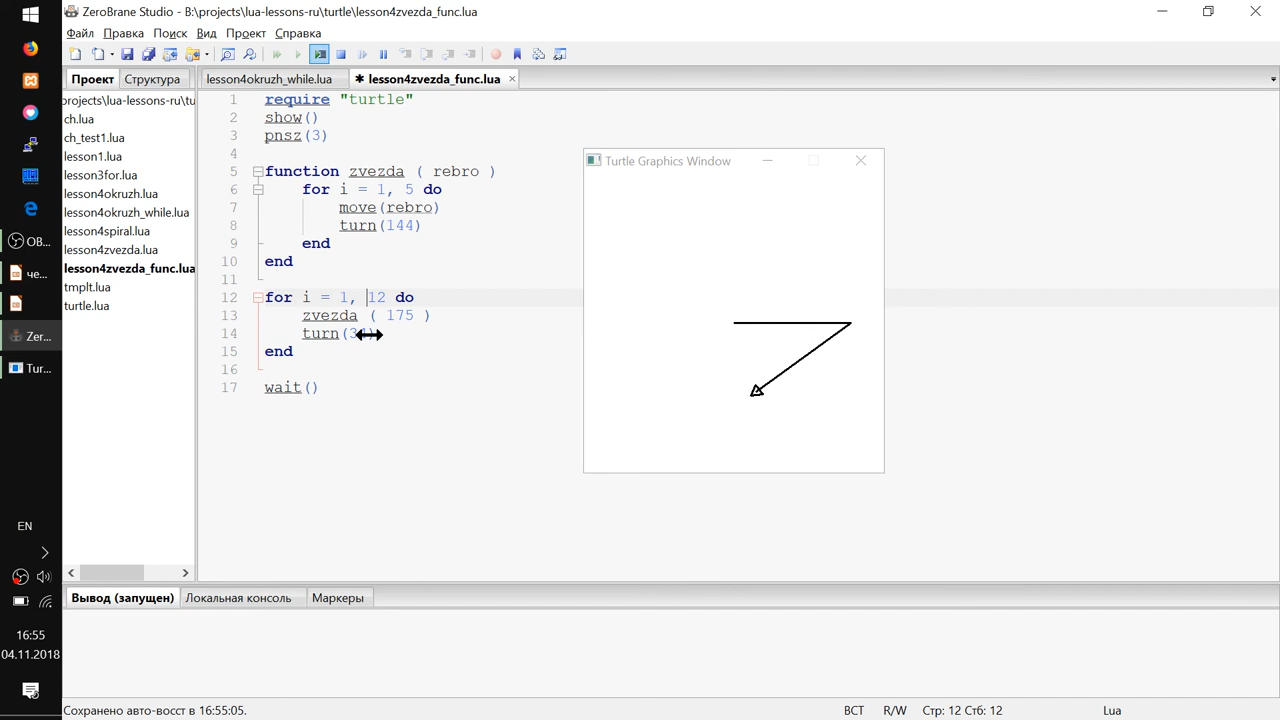 ZeroBrane Studio - B:\projects\lua-lessons-ru\turtle\lesson4zvezda_func.lua
Файл Правка Поиск Вид Проект Справка
Проект Структура
lesson4okruzh_while.lua
✱ lesson4zvezda_func.lua
projects\lua-lessons-ru\tu
ch.lua
ch_test1.lua
lesson1.lua
lesson3for.lua
lesson4okruzh.lua
lesson4okruzh_while.lua
lesson4spiral.lua
lesson4zvezda.lua
lesson4zvezda_func.lua
tmplt.lua
turtle.lua
1 require "turtle"
2 show()
3 pnsz(3)
4
5 function zvezda ( rebro )
6 for i = 1, 5 do
7 move(rebro)
8 turn(144)
9 end
10 end
11
12 for i = 1, 12 do
13 zvezda ( 175 )
14 turn(
15 end
16
17 wait()
Turtle Graphics Window
ОВ...
че...
Zer...
Tur...
EN
16:55
04.11.2018
Вывод (запущен) Локальная консоль Маркеры
Сохранено авто-восст в 16:55:05.
ВСТ R/W Стр: 12 Стб: 12 Lua